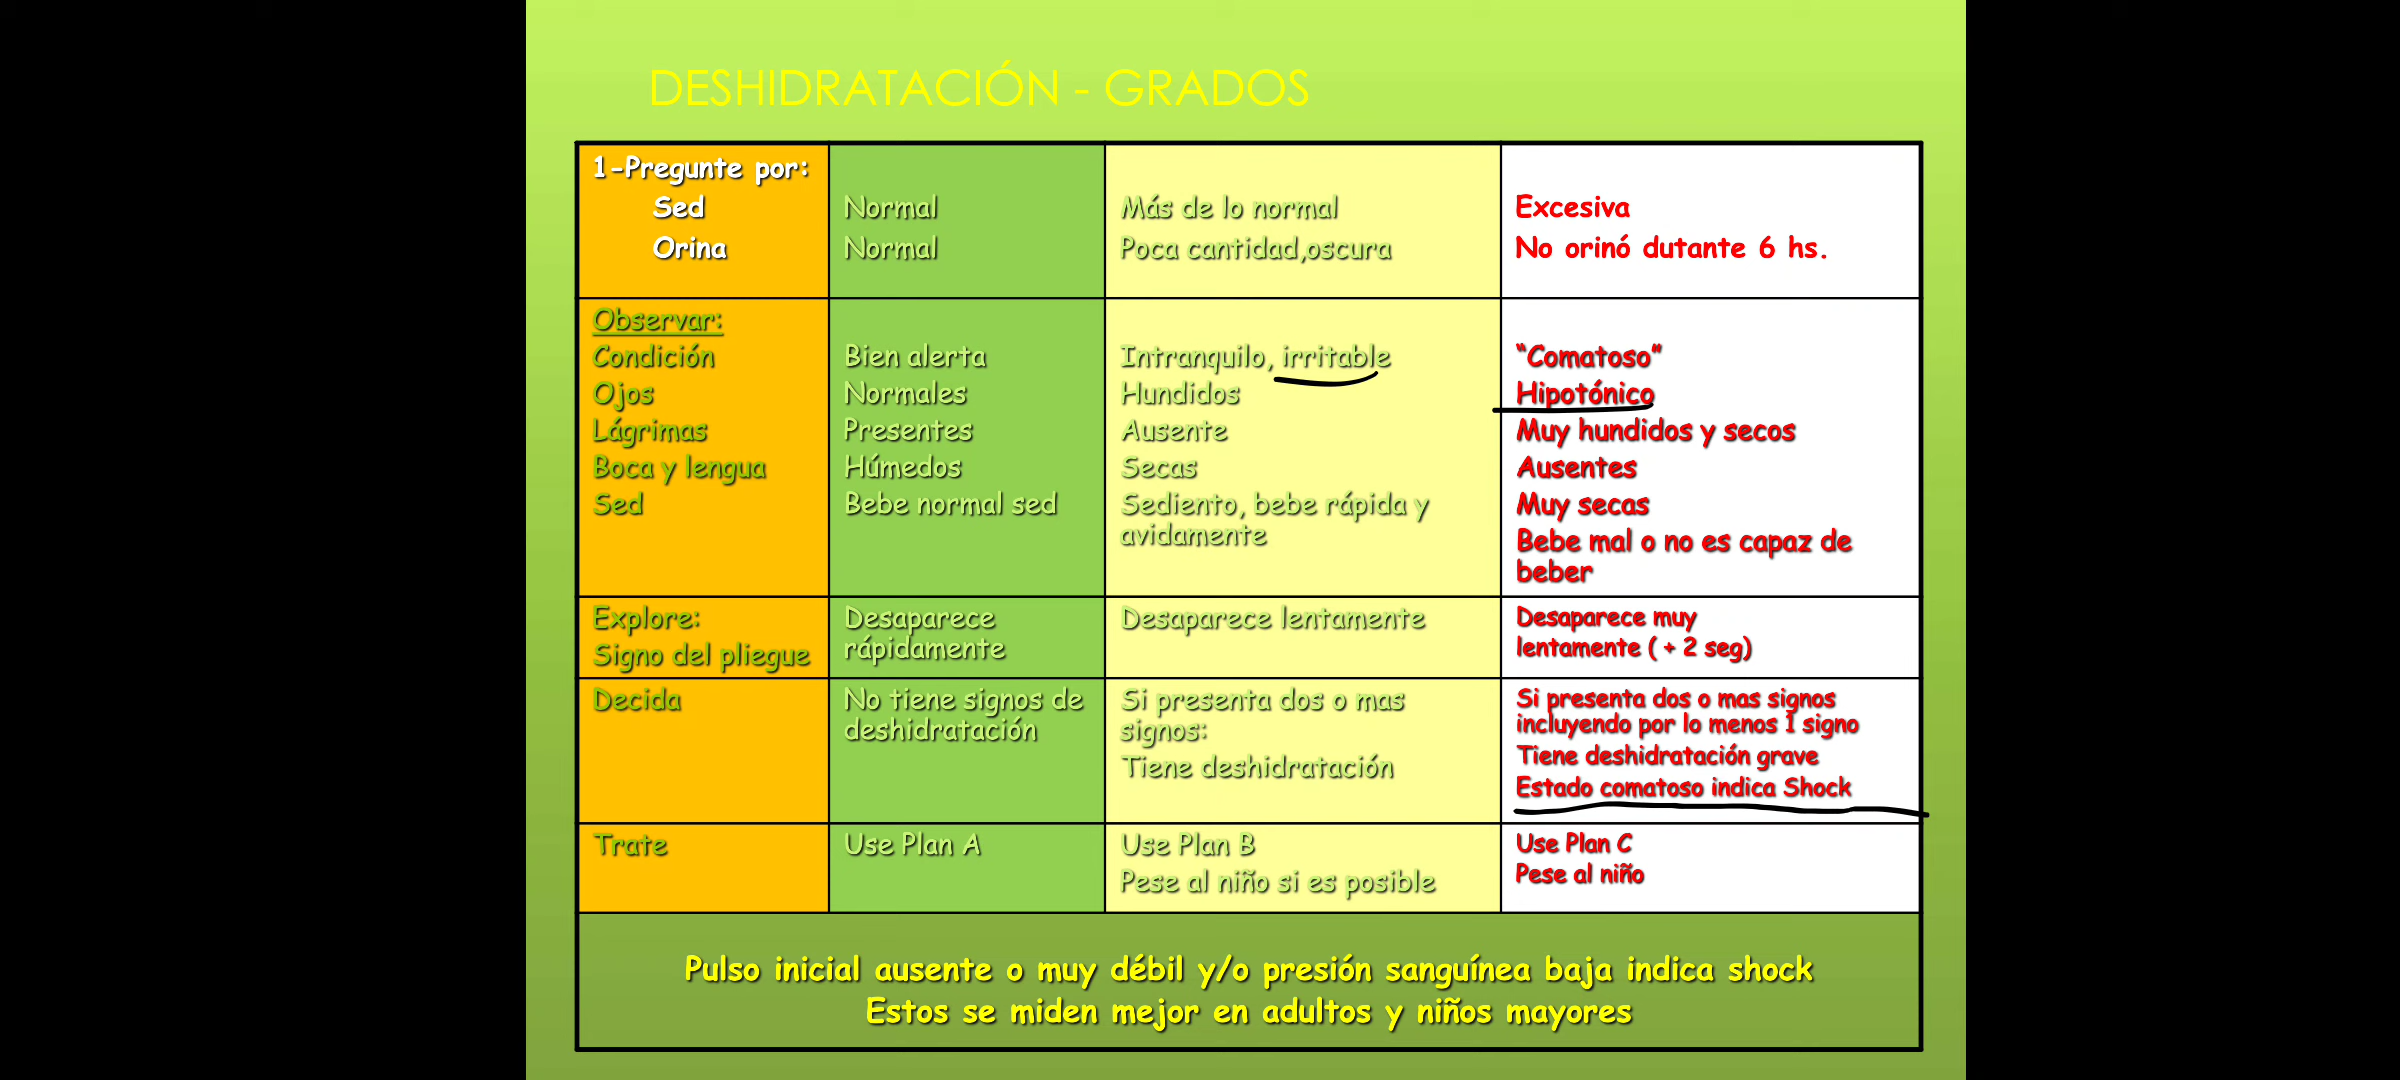 DESHIDRATACIÓN - GRADOS
1-Pregunte por:
Sed
Orina
Normal
Normal
Más de lo normal
Poca cantidad,oscura
Excesiva
No orinó dutante 6 hs.
Observar:
Condición
Ojos
Lágrimas
Boca y lengua
Sed
Bien alerta
Normales
Presentes
Húmedos
Bebe normal sed
Intranquilo, irritable
Hundidos
Ausente
Secas
Sediento, bebe rápida y
avidamente
“Comatoso”
Hipotónico
Muy hundidos y secos
Ausentes
Muy secas
Bebe mal o no es capaz de
beber
Explore:
Signo del pliegue
Desaparece
rápidamente
Desaparece lentamente
Desaparece muy
lentamente ( + 2 seg)
Decida
No tiene signos de
deshidratación
Si presenta dos o mas
signos:
Tiene deshidratación
Si presenta dos o mas signos
incluyendo por lo menos 1 signo
Tiene deshidratación grave
Estado comatoso indica Shock
Trate
Use Plan A
Use Plan B
Pese al niño si es posible
Use Plan C
Pese al niño
Pulso inicial ausente o muy débil y/o presión sanguínea baja indica shock
Estos se miden mejor en adultos y niños mayores